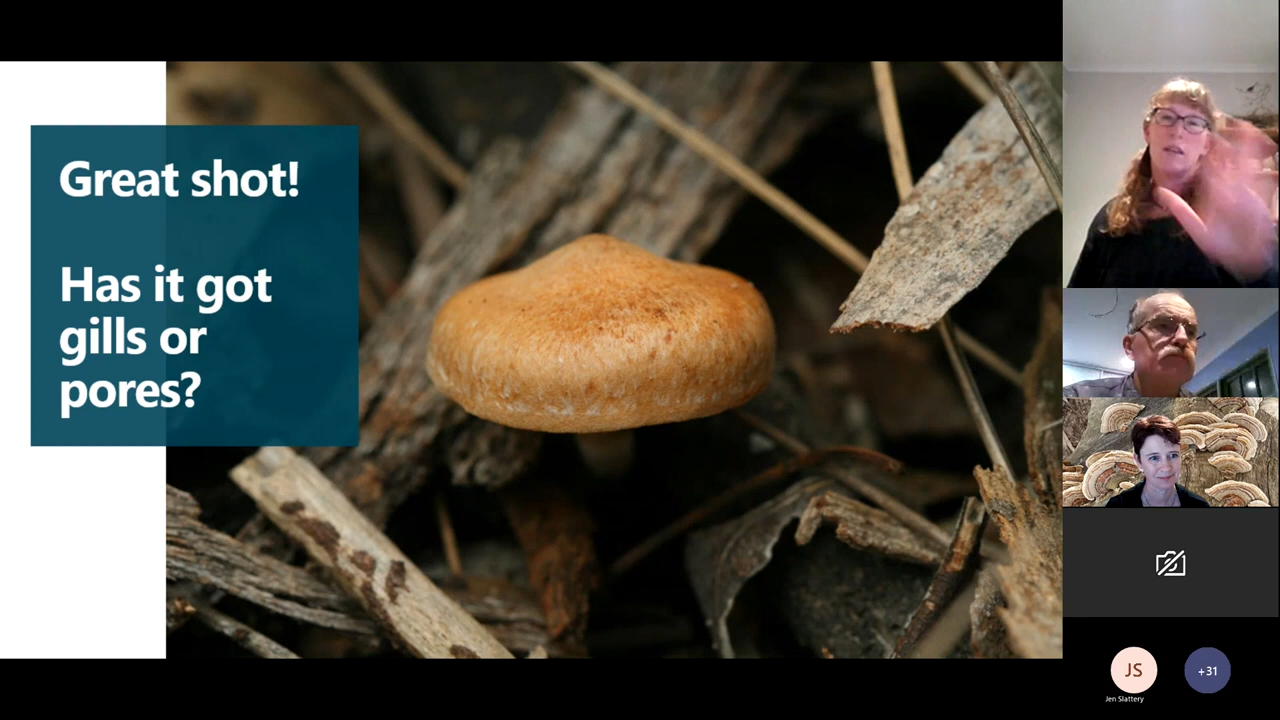 Great shot!
Has it got
gills or
pores?
JS
+31
Jen Slattery